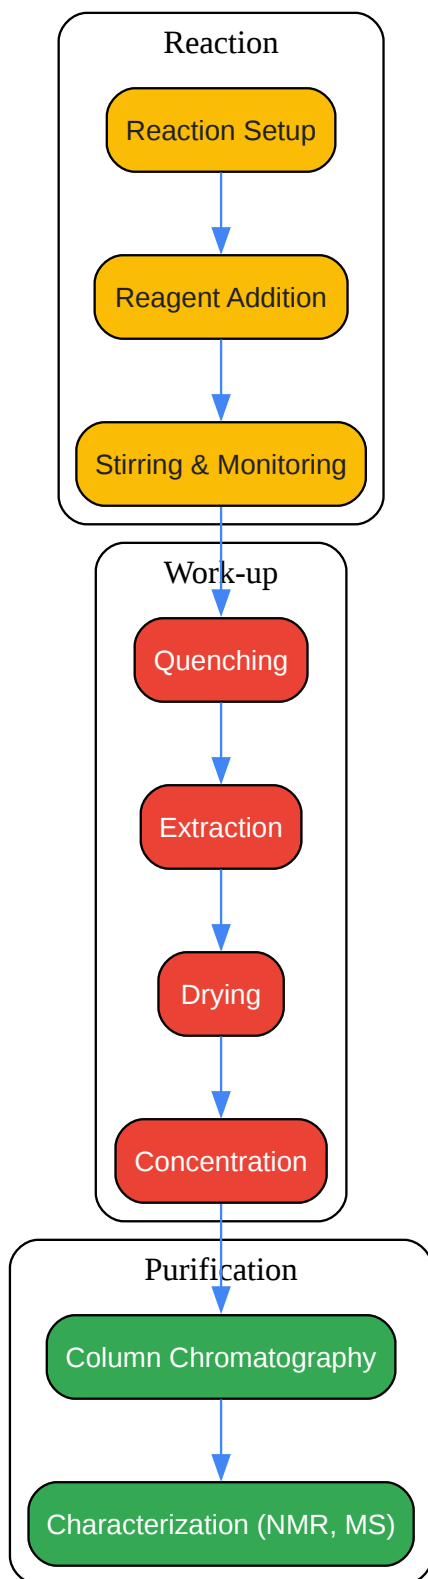 Reaction
Reaction Setup
Reagent Addition
Stirring & Monitoring
Work-up
Quenching
Extraction
Drying
Concentration
Purification
Column Chromatography
Characterization (NMR, MS)